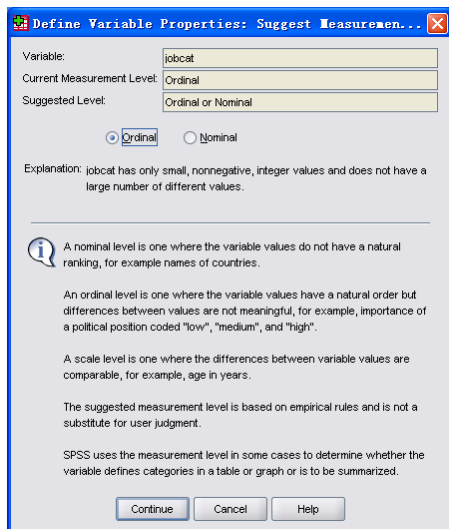 Define Variable Properties: Suggest Measuremen...
Variable:
jobcat
Current Measurement Level:
Ordinal
Suggested Level:
Ordinal or Nominal
Ordinal
Nominal
Explanation: jobcat has only small, nonnegative, integer values and does not have a
large number of different values.
A nominal level is one where the variable values do not have a natural
ranking, for example names of countries.
An ordinal level is one where the variable values have a natural order but
differences between values are not meaningful, for example, importance of
a political position coded "low", "medium", and "high".
A scale level is one where the differences between variable values are
comparable, for example, age in years.
The suggested measurement level is based on empirical rules and is not a
substitute for user judgment.
SPSS uses the measurement level in some cases to determine whether the
variable defines categories in a table or graph or is to be summarized.
Continue
Cancel
Help